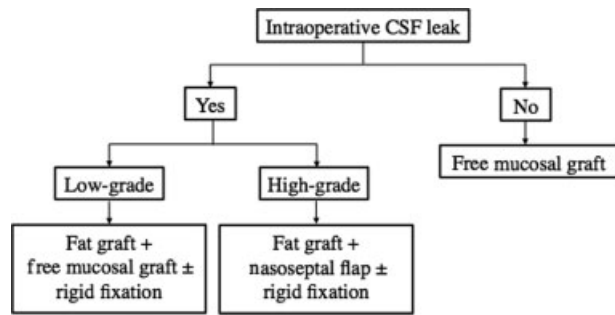 Intraoperative CSF leak
Yes
No
Free mucosal graft
Low-grade
High-grade
Fat graft +
free mucosal graft ±
rigid fixation
Fat graft +
nasoseptal flap ±
rigid fixation